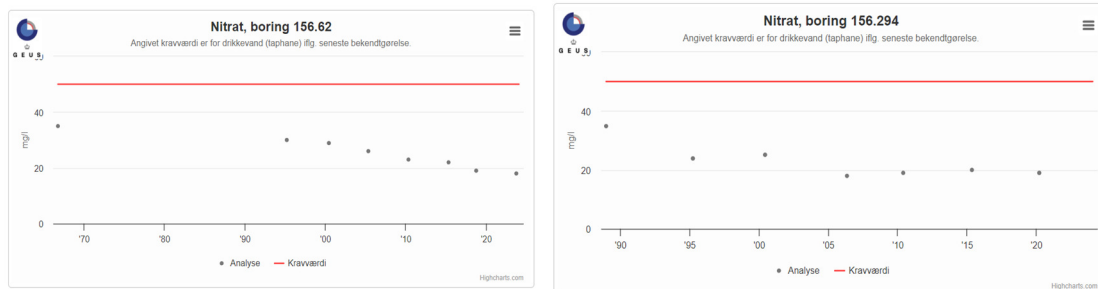 Nitrat, boring 156.62
Angivet kravværdi er for drikkevand (taphane) iflg. seneste bekendtgørelse.
GEUS
mg/l
40
20
0
'70 '80 '90 '00 '10 '20
Analyse Kravværdi
Highcharts.com
Nitrat, boring 156.294
Angivet kravværdi er for drikkevand (taphane) iflg. seneste bekendtgørelse.
GEUS
mg/l
40
20
0
'90 '95 '00 '05 '10 '15 '20
Analyse Kravværdi
Highcharts.com